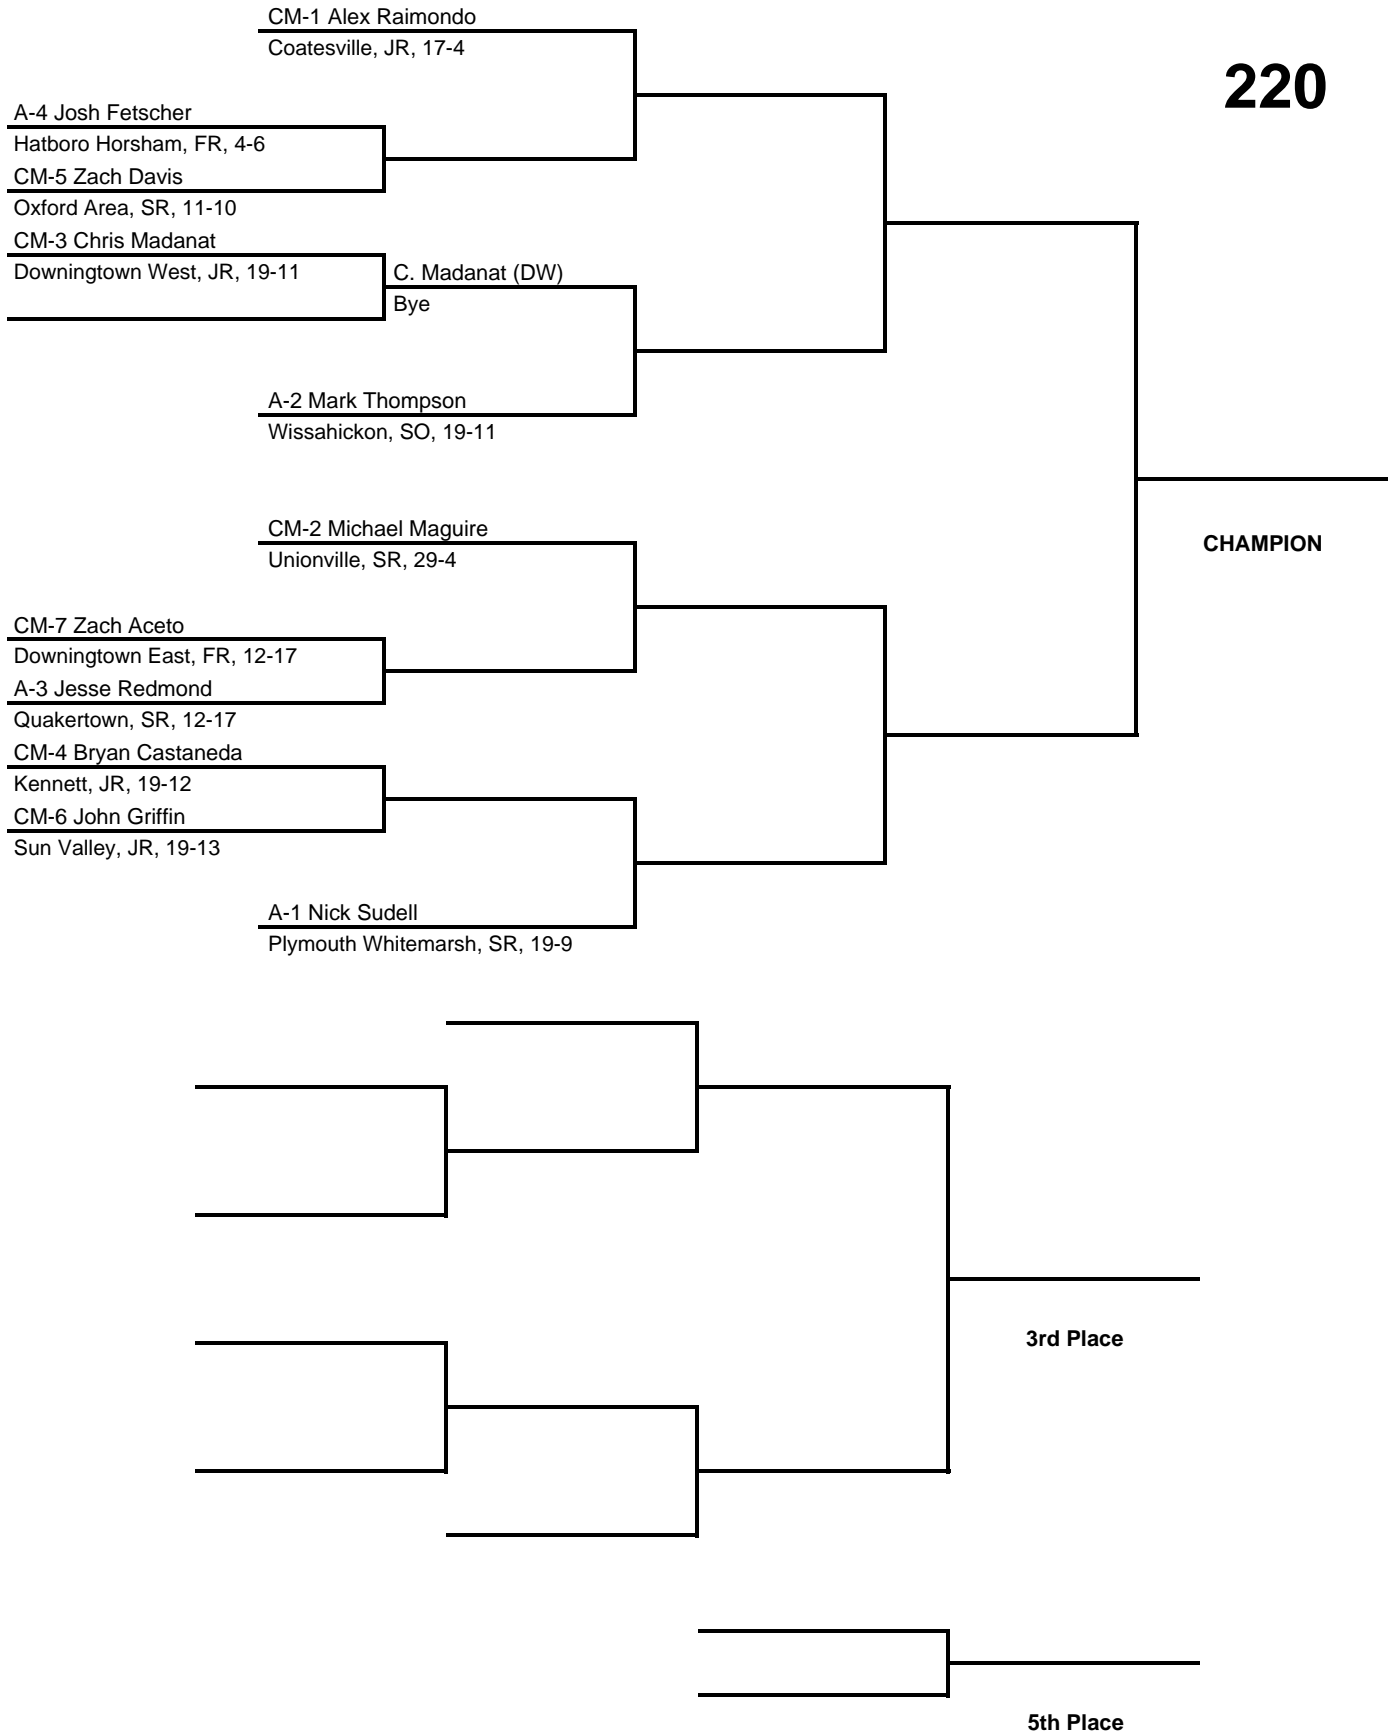 CM-1 Alex Raimondo
Coatesville, JR, 17-4
220
A-4 Josh Fetscher
Hatboro Horsham, FR, 4-6
CM-5 Zach Davis
Oxford Area, SR, 11-10
CM-3 Chris Madanat
Downingtown West, JR, 19-11
C. Madanat (DW)
Bye
A-2 Mark Thompson
Wissahickon, SO, 19-11
CM-2 Michael Maguire
Unionville, SR, 29-4
CHAMPION
CM-7 Zach Aceto
Downingtown East, FR, 12-17
A-3 Jesse Redmond
Quakertown, SR, 12-17
CM-4 Bryan Castaneda
Kennett, JR, 19-12
CM-6 John Griffin
Sun Valley, JR, 19-13
A-1 Nick Sudell
Plymouth Whitemarsh, SR, 19-9
3rd Place
5th Place